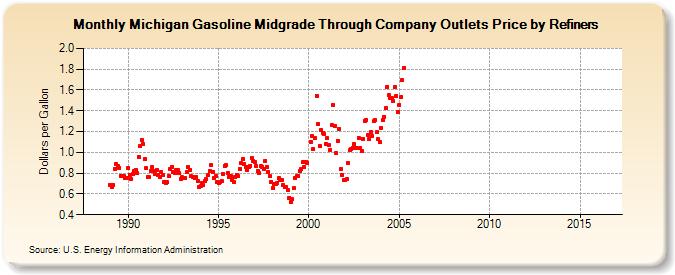 Monthly Michigan Gasoline Midgrade Through Company Outlets Price by Refiners
Dollars per Gallon
2.0
1.8
1.6
1.4
1.2
1.0
0.8
0.6
0.4
1990 1995 2000 2005 2010 2015
Source: U.S. Energy Information Administration